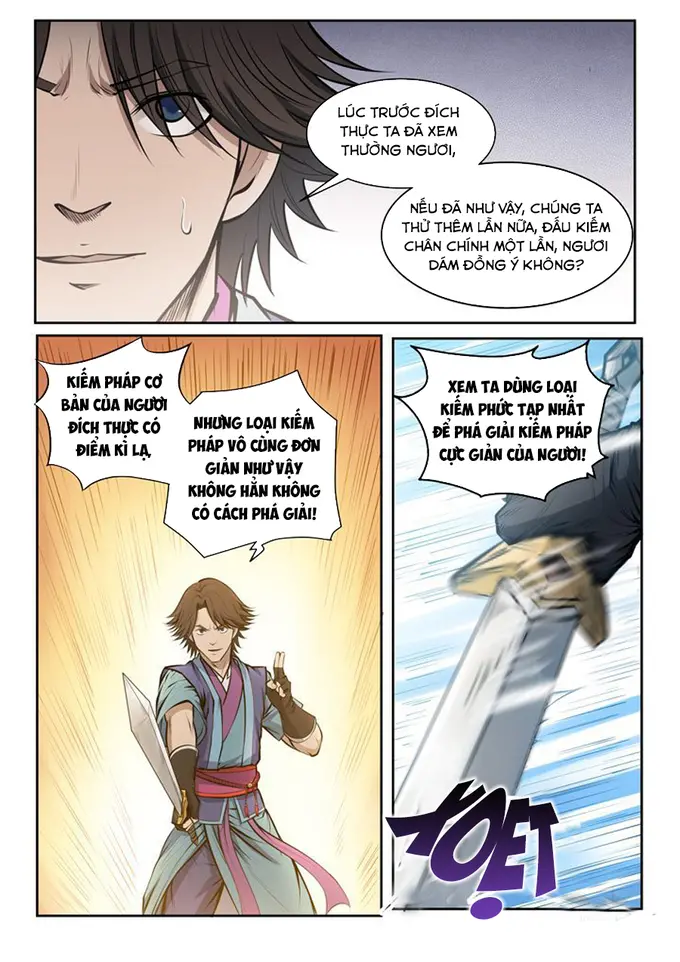 LÚC TRƯỚC ĐÍCH
THỰC TA ĐÃ XEM
THƯỜNG NGƯƠI,
NẾU ĐÃ NHƯ VẬY, CHÚNG TA
THỬ THÊM LẦN NỮA, ĐẤU KIẾM
CHÂN CHÍNH MỘT LẦN, NGƯƠI
DÁM ĐỒNG Ý KHÔNG?
KIẾM PHÁP CƠ
BẢN CỦA NGƯƠI
ĐÍCH THỰC CÓ
ĐIỂM KÌ LẠ,
NHƯNG LOẠI KIẾM
PHÁP VÔ CÙNG ĐƠN
GIẢN NHƯ VẬY
KHÔNG HẲN KHÔNG
CÓ CÁCH PHÁ GIẢI!
XEM TA DÙNG LOẠI
KIẾM PHỨC TẠP NHẤT
ĐỂ PHÁ GIẢI KIẾM PHÁP
CỰC GIẢN CỦA NGƯƠI!
XOẸT